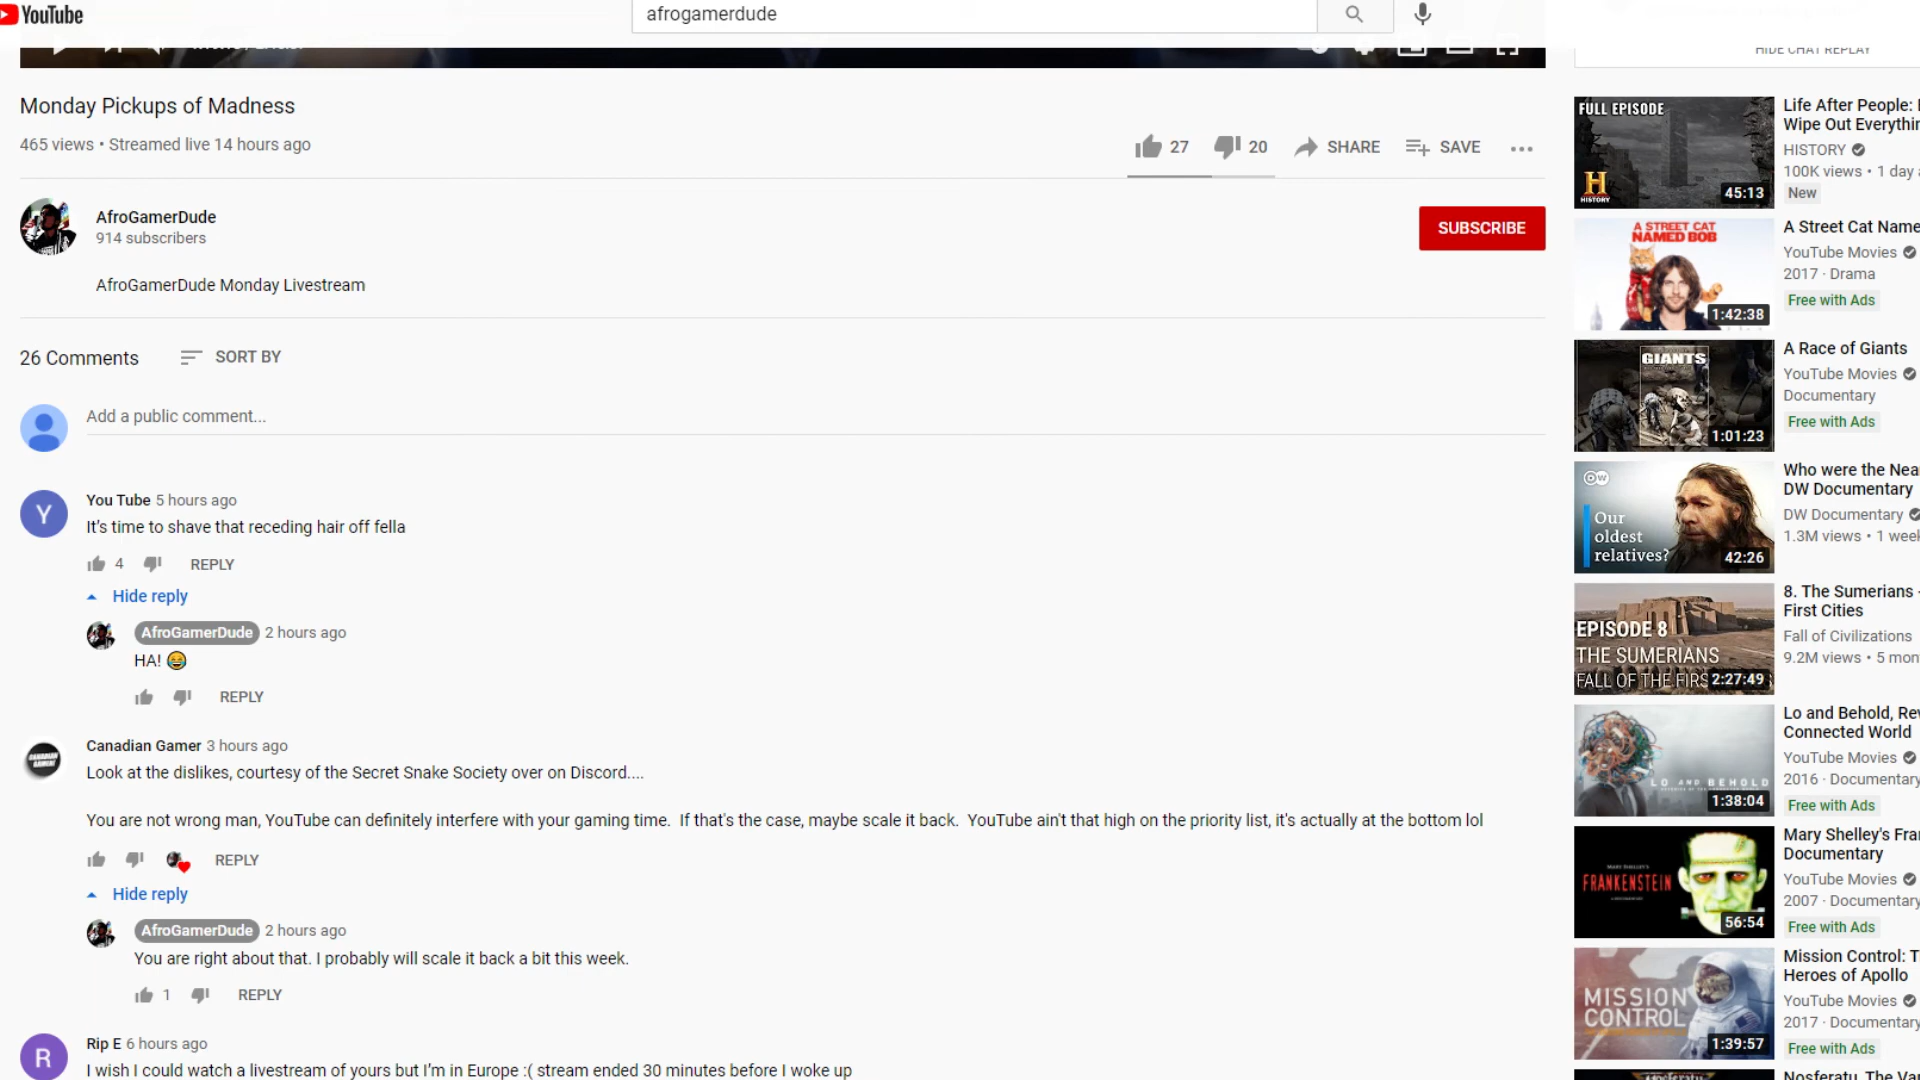 YouTube
afrogamerdude
HIDE CHAT REPLAY
Monday Pickups of Madness
465 views • Streamed live 14 hours ago
27
20
SHARE
SAVE
AfroGamerDude
914 subscribers
SUBSCRIBE
AfroGamerDude Monday Livestream
26 Comments
SORT BY
Add a public comment...
Y
You Tube 5 hours ago
It's time to shave that receding hair off fella
4
REPLY
Hide reply
AfroGamerDude 2 hours ago
HA! 😂
REPLY
Canadian Gamer 3 hours ago
Look at the dislikes, courtesy of the Secret Snake Society over on Discord....
You are not wrong man, YouTube can definitely interfere with your gaming time. If that's the case, maybe scale it back. YouTube ain't that high on the priority list, it's actually at the bottom lol
REPLY
Hide reply
AfroGamerDude 2 hours ago
You are right about that. I probably will scale it back a bit this week.
1
REPLY
R
Rip E 6 hours ago
I wish I could watch a livestream of yours but I'm in Europe :( stream ended 30 minutes before I woke up
FULL EPISODE
H
HISTORY
45:13
Life After People:
Wipe Out Everythin
HISTORY
100K views • 1 day
New
A STREET CAT
NAMED BOB
1:42:38
A Street Cat Name
YouTube Movies
2017 · Drama
Free with Ads
GIANTS
1:01:23
A Race of Giants
YouTube Movies
Documentary
Free with Ads
DW
Our
oldest
relatives?
42:26
Who were the Nea
DW Documentary
DW Documentary
1.3M views • 1 week
EPISODE 8
THE SUMERIANS
FALL OF THE FIRS
2:27:49
8. The Sumerians -
First Cities
Fall of Civilizations
9.2M views • 5 mon
LO AND BEHOLD
1:38:04
Lo and Behold, Rev
Connected World
YouTube Movies
2016 · Documentary
Free with Ads
MARY SHELLEY'S
FRANKENSTEIN
56:54
Mary Shelley's Fra
Documentary
YouTube Movies
2007 · Documentary
Free with Ads
MISSION
CONTROL
1:39:57
Mission Control: T
Heroes of Apollo
YouTube Movies
2017 · Documentary
Free with Ads
Nosferatu, The Va